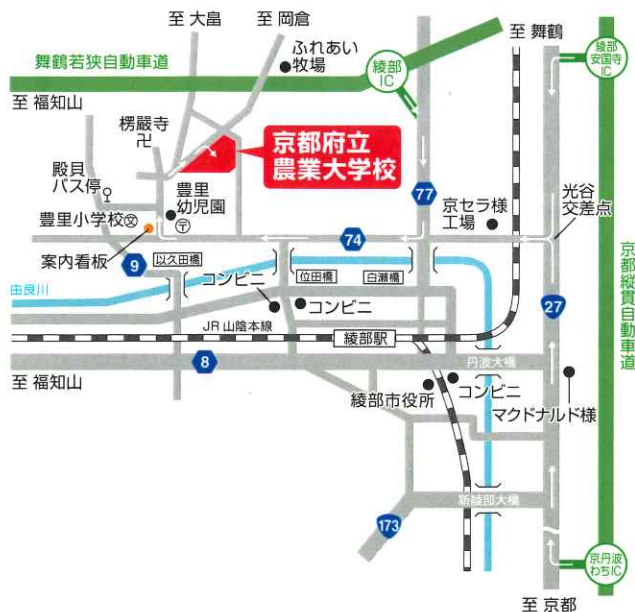 至 大畠
至 岡倉
ふれあい
牧場
舞鶴若狭自動車道
至 福知山
綾部
IC
至 舞鶴
綾部
安国寺
IC
楞厳寺
卍
京都府立
農業大学校
殿貝
バス停
豊里
幼児園
〒
豊里小学校
文
案内看板
77
京セラ様
工場
光谷
交差点
74
9
以久田橋
位田橋
白瀬橋
由良川
コンビニ
コンビニ
27
京都縦貫自動車道
JR 山陰本線
綾部駅
8
丹波大橋
至 福知山
綾部市役所
コンビニ
マクドナルド様
新綾部大橋
173
京丹波
わちIC
至 京都